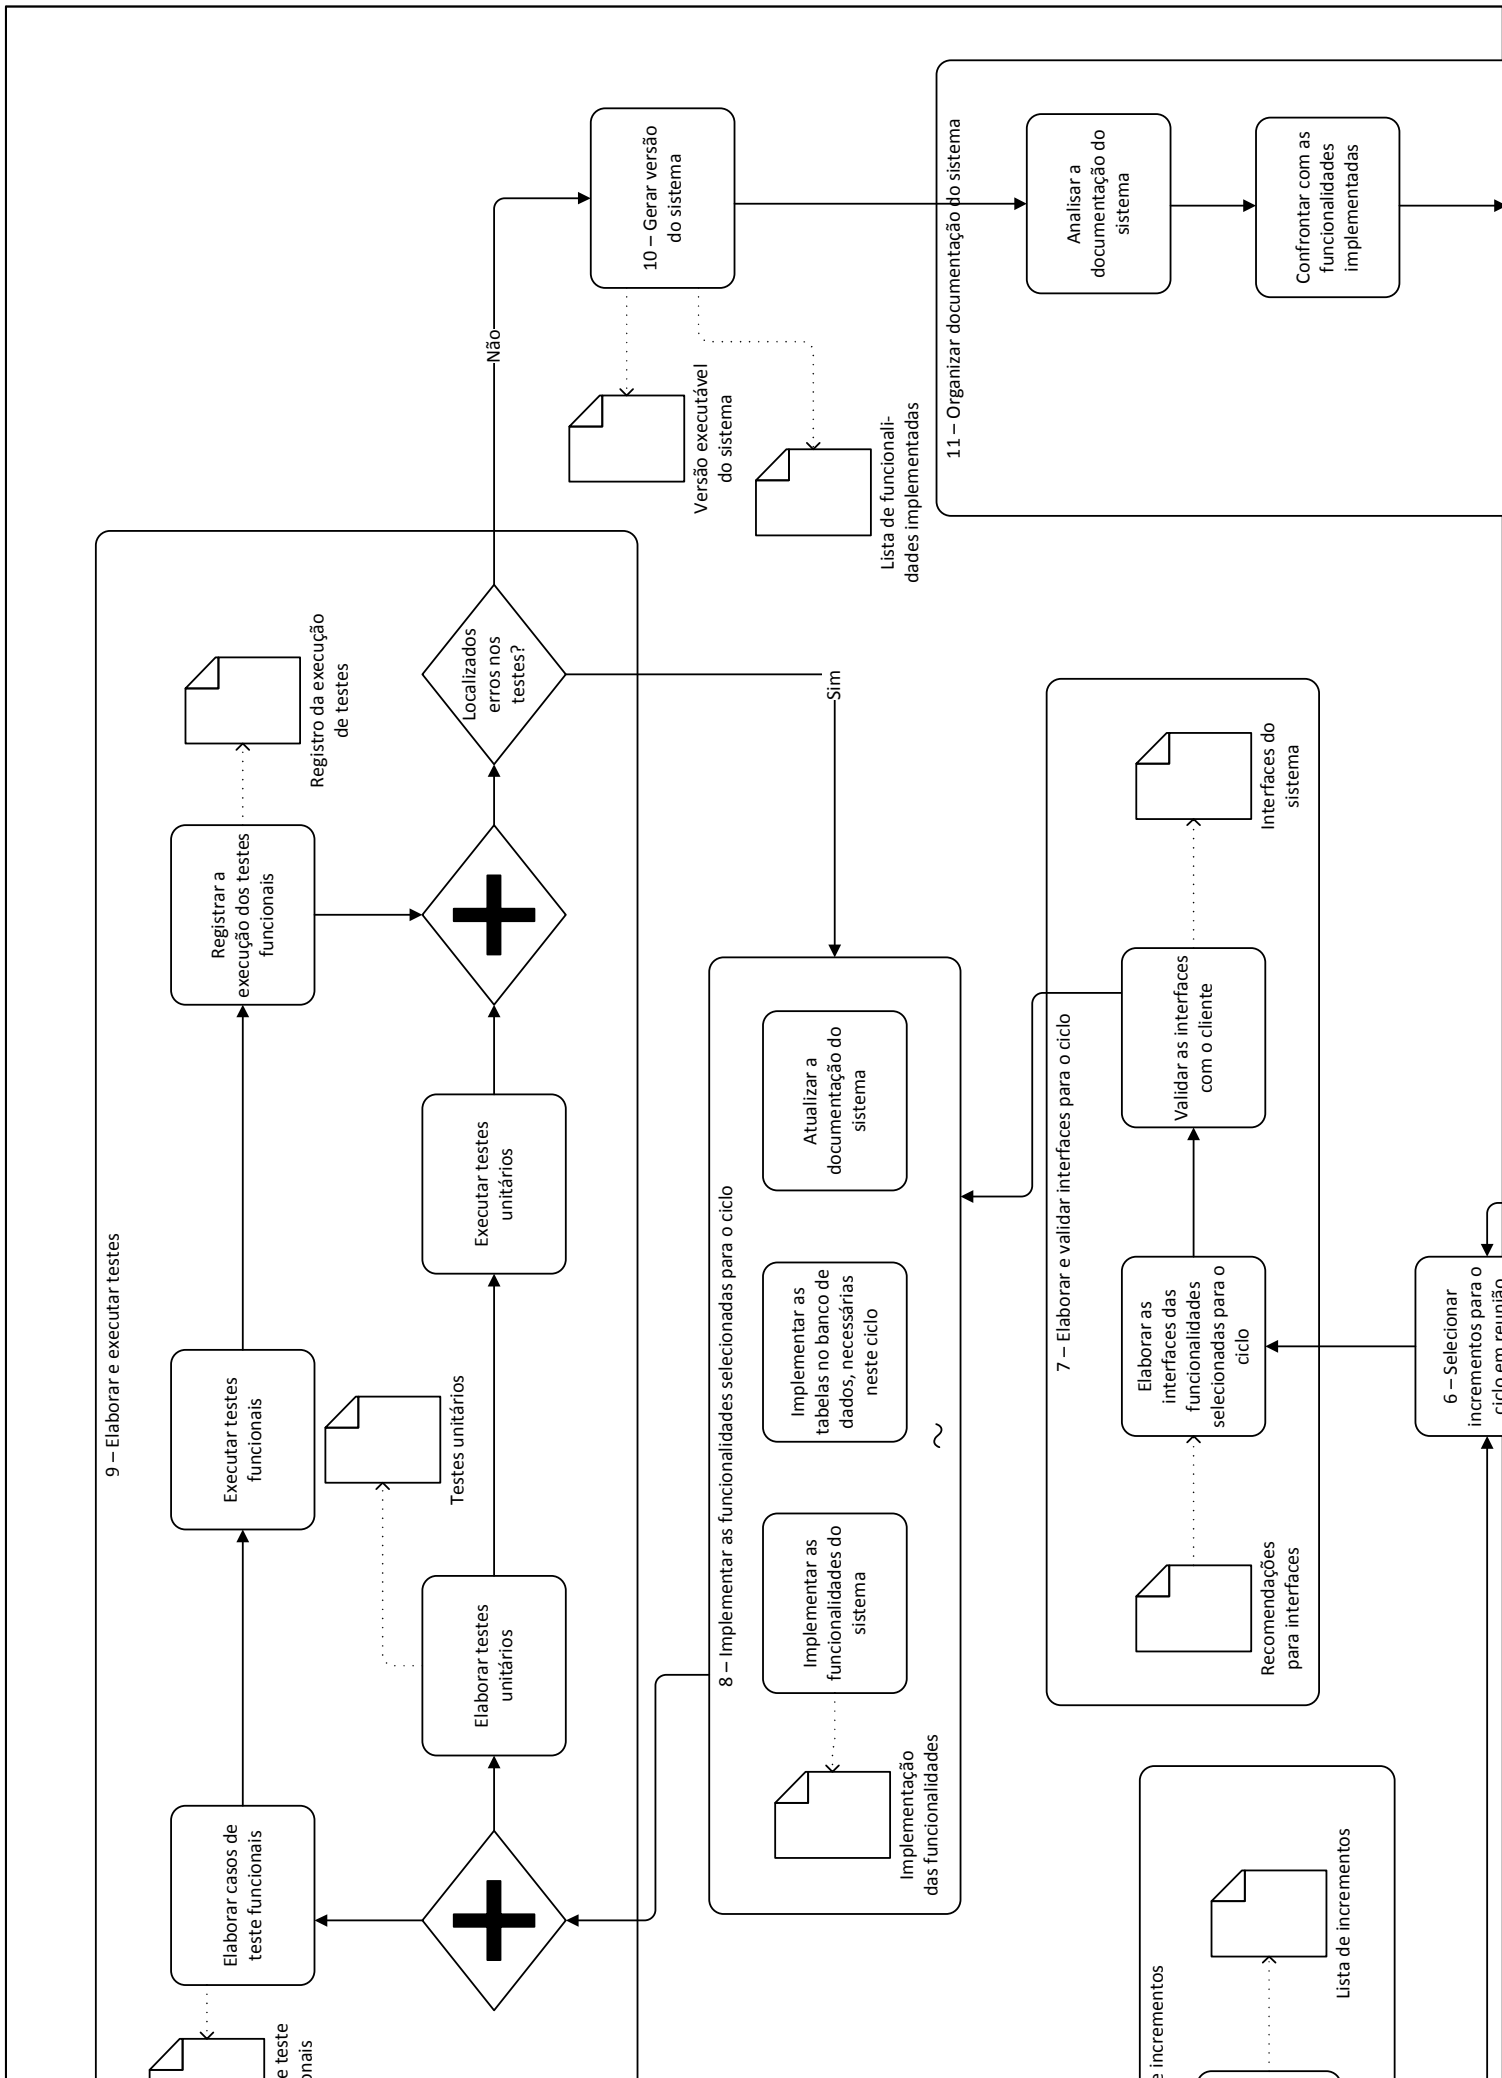 9 – Elaborar e executar testes
e teste
onais
Elaborar casos de
teste funcionais
Executar testes
funcionais
Registrar a
execução dos testes
funcionais
Registro da execução
de testes
Testes unitários
Elaborar testes
unitários
Executar testes
unitários
Localizados
erros nos
testes?
Não
Sim
10 – Gerar versão
do sistema
Versão executável
do sistema
Lista de funcionali-
dades implementadas
8 – Implementar as funcionalidades selecionadas para o ciclo
Implementar as
funcionalidades do
sistema
Implementar as
tabelas no banco de
dados, necessárias
neste ciclo
Atualizar a
documentação do
sistema
~
Implementação
das funcionalidades
11 – Organizar documentação do sistema
Analisar a
documentação do
sistema
Confrontar com as
funcionalidades
implementadas
7 – Elaborar e validar interfaces para o ciclo
Recomendações
para interfaces
Elaborar as
interfaces das
funcionalidades
selecionadas para o
ciclo
Validar as interfaces
com o cliente
Interfaces do
sistema
e incrementos
Lista de incrementos
6 – Selecionar
incrementos para o
ciclo em reunião